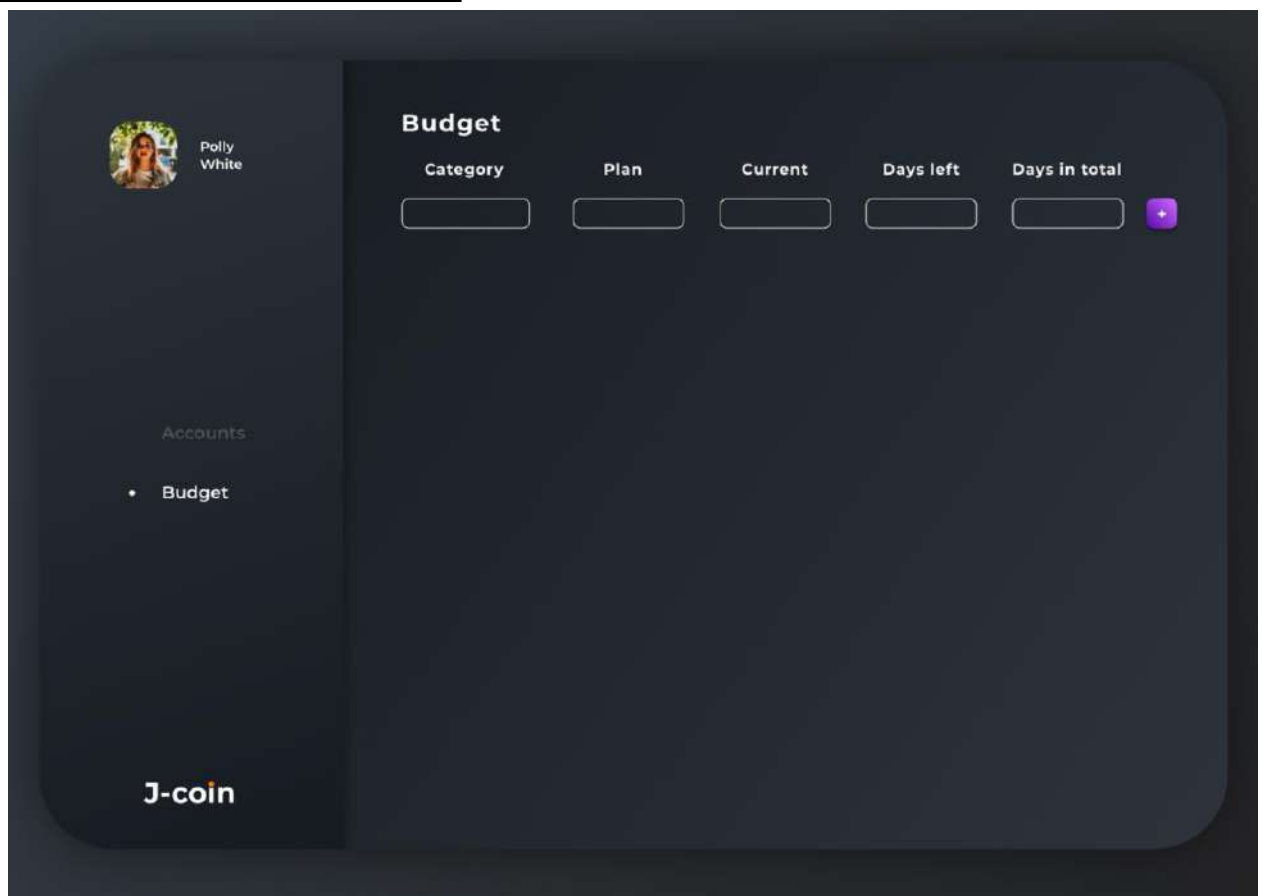 Polly
White
Budget
Category Plan Current Days left Days in total
+
Accounts
Budget
J-coin